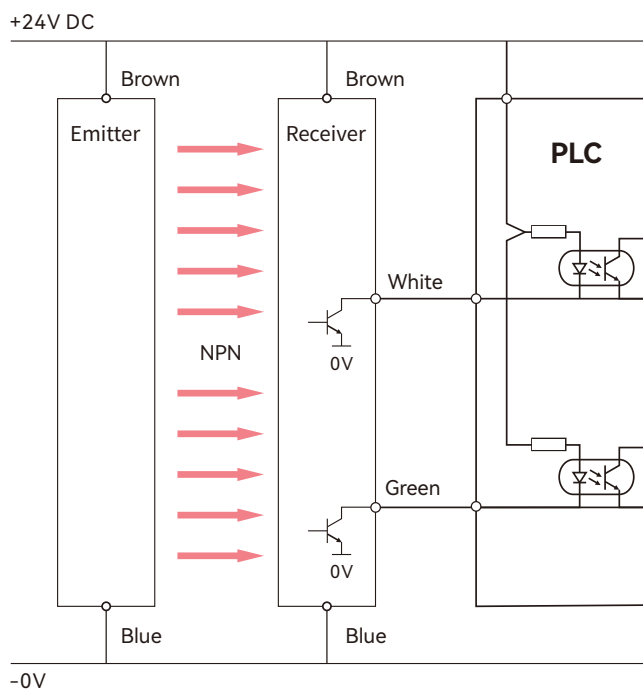 +24V DC
Brown
Brown
Emitter
Receiver
PLC
White
NPN
0V
Green
0V
Blue
Blue
-0V